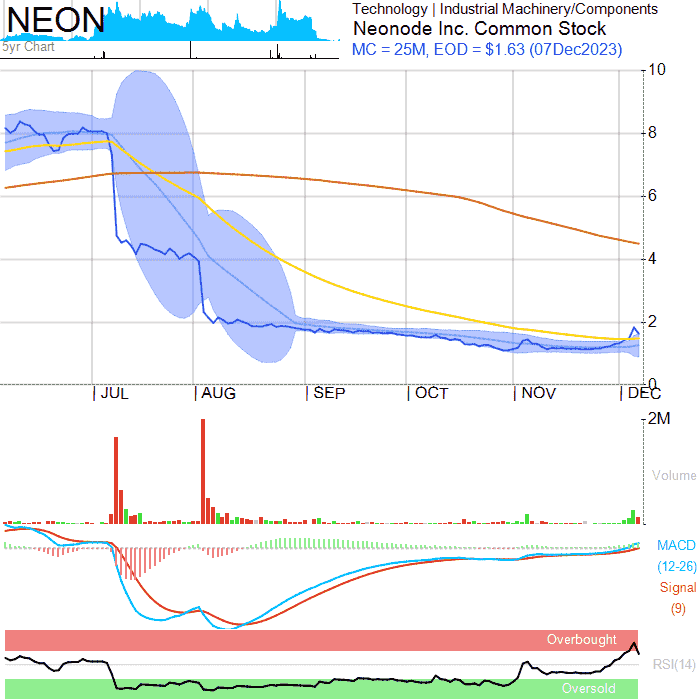 NEON
5yr Chart
Technology | Industrial Machinery/Components
Neonode Inc. Common Stock
MC = 25M, EOD = $1.63 (07Dec2023)
10
8
6
4
2
0
JUL AUG SEP OCT NOV DEC
2M
Volume
MACD
(12-26)
Signal
(9)
Overbought
RSI(14)
Oversold